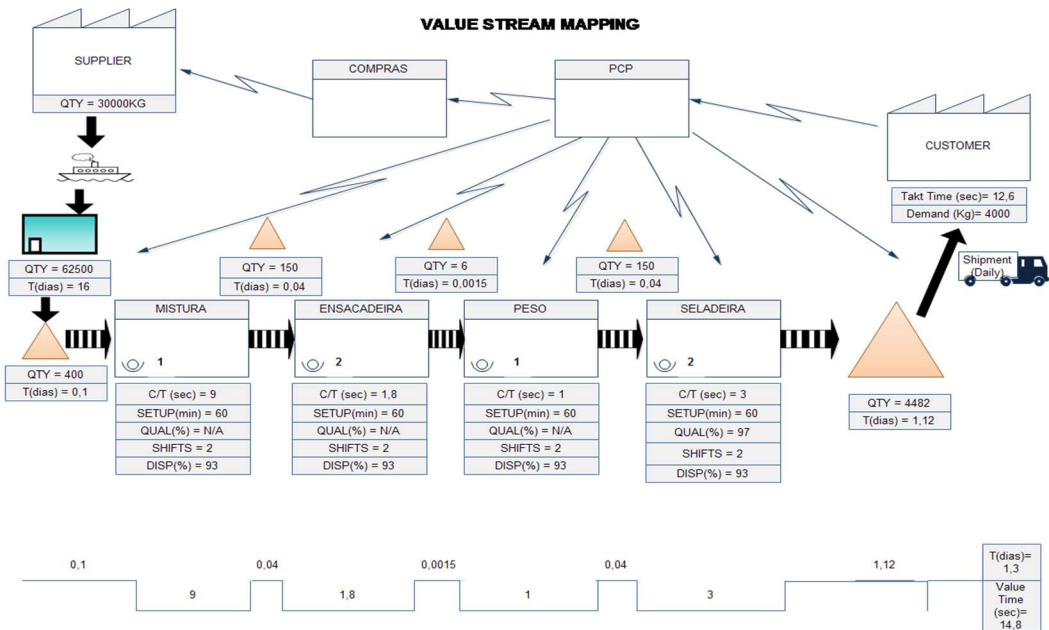 VALUE STREAM MAPPING
SUPPLIER
QTY = 30000KG
COMPRAS
PCP
CUSTOMER
Takt Time (sec)= 12,6
Demand (Kg)= 4000
Shipment
(Daily)
QTY = 62500
T(dias) = 16
QTY = 150
T(dias) = 0,04
QTY = 6
T(dias) = 0,0015
QTY = 150
T(dias) = 0,04
QTY = 400
T(dias) = 0,1
MISTURA
1
C/T (sec) = 9
SETUP(min) = 60
QUAL(%) = N/A
SHIFTS = 2
DISP(%) = 93
ENSACADEIRA
2
C/T (sec) = 1,8
SETUP(min) = 60
QUAL(%) = N/A
SHIFTS = 2
DISP(%) = 93
PESO
1
C/T (sec) = 1
SETUP(min) = 60
QUAL(%) = N/A
SHIFTS = 2
DISP(%) = 93
SELADEIRA
2
C/T (sec) = 3
SETUP(min) = 60
QUAL(%) = 97
SHIFTS = 2
DISP(%) = 93
QTY = 4482
T(dias) = 1,12
0,1
0,04
0,0015
0,04
1,12
T(dias)=
1,3
9
1,8
1
3
Value
Time
(sec)=
14,8